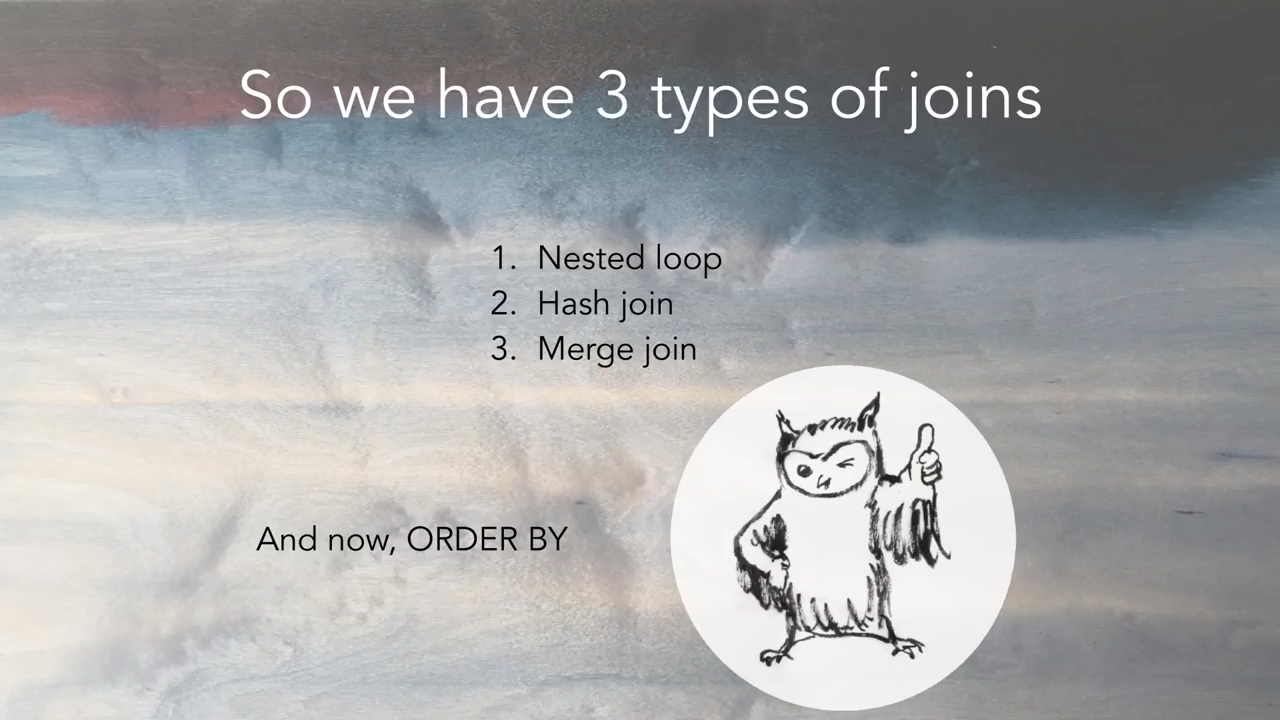 So we have 3 types of joins
1. Nested loop
2. Hash join
3. Merge join
And now, ORDER BY